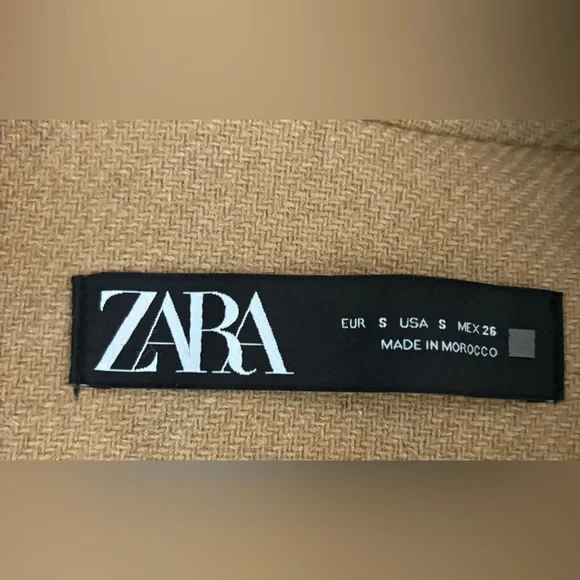 ZARA
EUR S USA S MEX 26
MADE IN MOROCCO